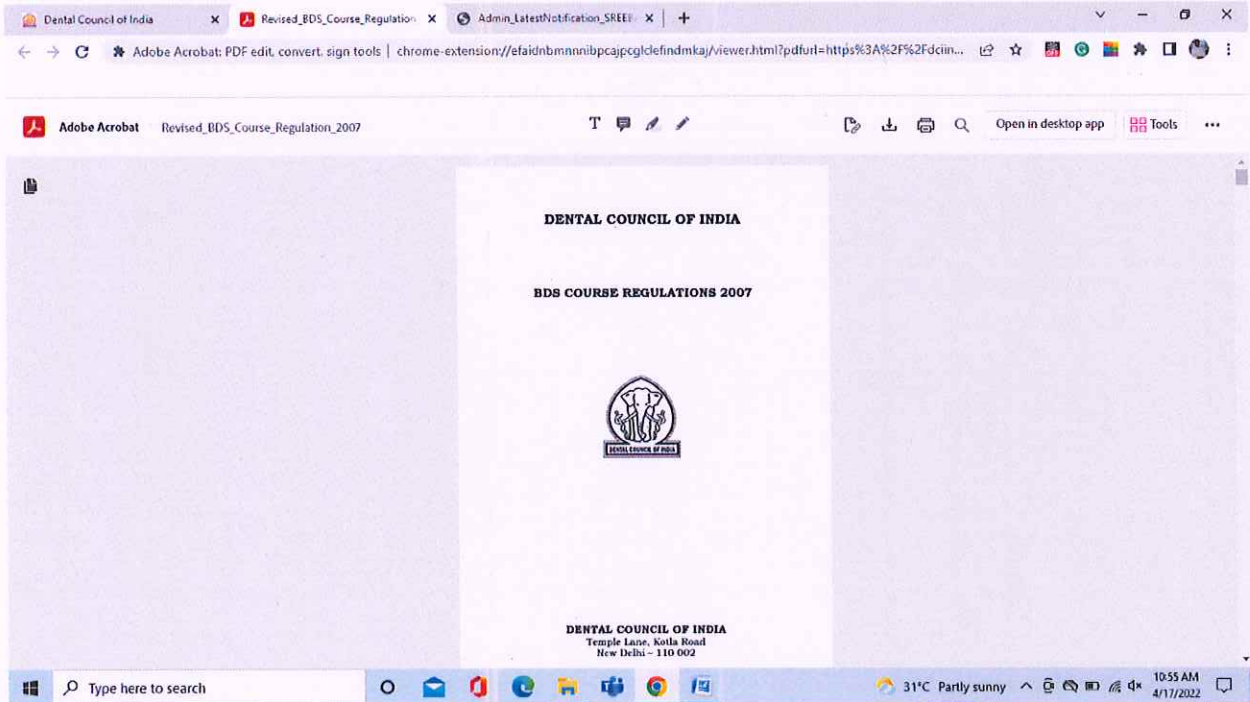 Dental Council of India
Revised_BDS_Course_Regulation
Admin_LatestNotification_SREE
Adobe Acrobat: PDF edit, convert, sign tools | chrome-extension://efaidnbmnnnibpcajpcglclefindmkaj/viewer.html?pdfurl=https%3A%2F%2Fdciin...
Adobe Acrobat Revised_BDS_Course_Regulation_2007
Open in desktop app Tools
DENTAL COUNCIL OF INDIA
BDS COURSE REGULATIONS 2007
DENTAL COUNCIL OF INDIA
DENTAL COUNCIL OF INDIA
Temple Lane, Kotla Road
New Delhi – 110 002
Type here to search
31°C Partly sunny
10:55 AM
4/17/2022